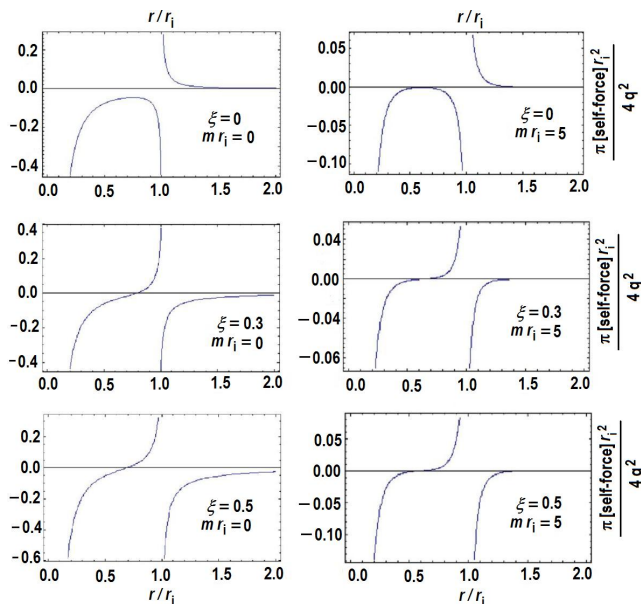 r / r_i r / r_i
0.2
0.0
−0.2
−0.4
ξ = 0
m r_i = 0
0.0 0.5 1.0 1.5 2.0
0.05
0.00
−0.05
−0.10
ξ = 0
m r_i = 5
0.0 0.5 1.0 1.5 2.0
π [self-force] r_i^2
4 q^2
0.4
0.2
0.0
−0.2
−0.4
ξ = 0.3
m r_i = 0
0.0 0.5 1.0 1.5 2.0
0.04
0.00
−0.04
−0.06
ξ = 0.3
m r_i = 5
0.0 0.5 1.0 1.5 2.0
π [self-force] r_i^2
4 q^2
0.2
0.0
−0.2
−0.4
−0.6
ξ = 0.5
m r_i = 0
0.0 0.5 1.0 1.5 2.0
0.05
0.00
−0.05
−0.10
ξ = 0.5
m r_i = 5
0.0 0.5 1.0 1.5 2.0
π [self-force] r_i^2
4 q^2
r / r_i r / r_i